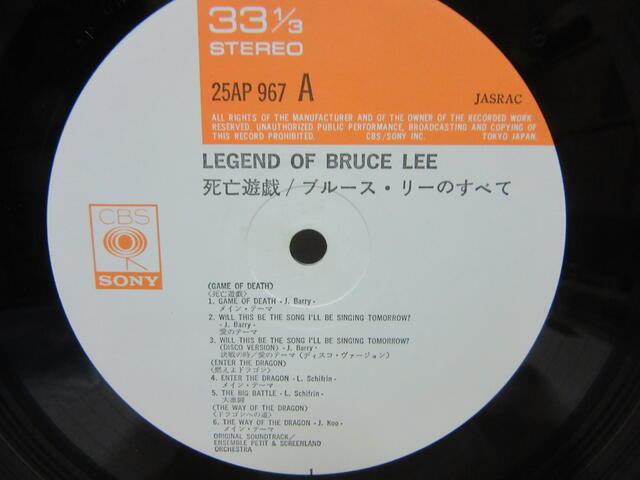 33 1/3
STEREO
25AP 967 A
JASRAC
ALL RIGHTS OF THE MANUFACTURER AND OF THE OWNER OF THE RECORDED WORK
RESERVED. UNAUTHORIZED PUBLIC PERFORMANCE, BROADCASTING AND COPYING OF
THIS RECORD PROHIBITED. CBS/SONY INC. TOKYO JAPAN.
LEGEND OF BRUCE LEE
死亡遊戯/ブルース・リーのすべて
CBS
SONY
(GAME OF DEATH)
〈死亡遊戯〉
1. GAME OF DEATH - J. Barry -
メイン・テーマ
2. WILL THIS BE THE SONG I'LL BE SINGING TOMORROW?
- J. Barry -
愛のテーマ
3. WILL THIS BE THE SONG I'LL BE SINGING TOMORROW?
(DISCO VERSION) - J. Barry -
決戦の時/愛のテーマ (ディスコ・ヴァージョン)
(ENTER THE DRAGON)
〈燃えよドラゴン〉
4. ENTER THE DRAGON - L. Schifrin -
メイン・テーマ
5. THE BIG BATTLE - L. Schifrin -
大乱闘
(THE WAY OF THE DRAGON)
〈ドラゴンへの道〉
6. THE WAY OF THE DRAGON - J. Koo -
メイン・テーマ
ORIGINAL SOUNDTRACK/
ENSEMBLE PETIT & SCREENLAND
ORCHESTRA